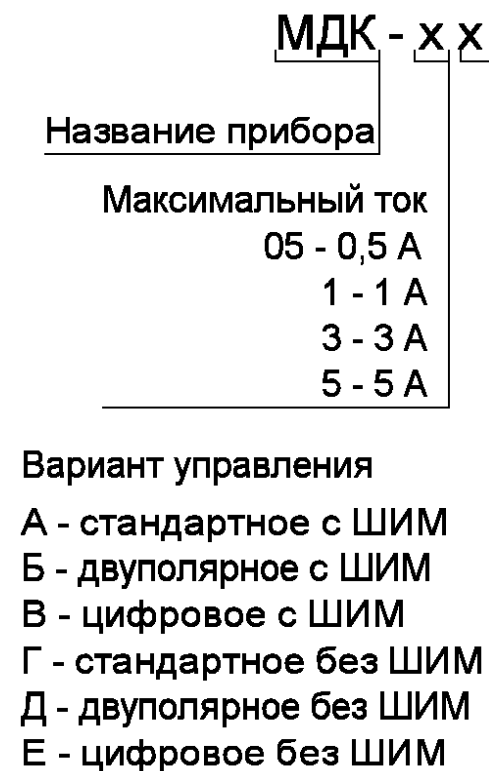 МДК - х х
Название прибора
Максимальный ток
05 - 0,5 А
1 - 1 А
3 - 3 А
5 - 5 А
Вариант управления
А - стандартное с ШИМ
Б - двуполярное с ШИМ
В - цифровое с ШИМ
Г - стандартное без ШИМ
Д - двуполярное без ШИМ
Е - цифровое без ШИМ